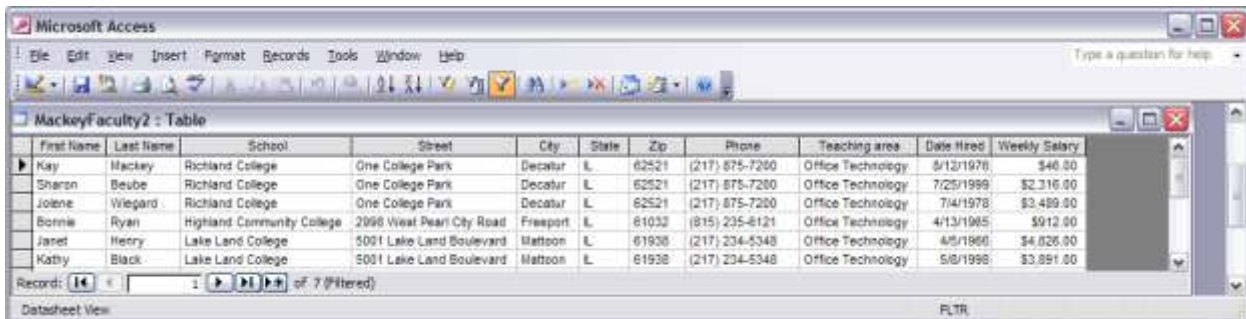 Microsoft Access
File Edit View Insert Format Records Tools Window Help Type a question for help
MackeyFaculty2 : Table
First Name Last Name School Street City State Zip Phone Teaching area Date Hired Weekly Salary
Kay Mackey Richland College One College Park Decatur IL 62521 (217) 875-7200 Office Technology 8/12/1976 $46.00
Sharon Beube Richland College One College Park Decatur IL 62521 (217) 875-7200 Office Technology 7/25/1999 $2,316.00
Jolene Wiegard Richland College One College Park Decatur IL 62521 (217) 875-7200 Office Technology 7/4/1978 $3,489.00
Bonnie Ryan Highland Community College 2998 West Pearl City Road Freeport IL 61032 (815) 235-6121 Office Technology 4/13/1985 $912.00
Janet Henry Lake Land College 5001 Lake Land Boulevard Mattoon IL 61938 (217) 234-5348 Office Technology $4,826.00
Kathy Black Lake Land College 5001 Lake Land Boulevard Mattoon IL 61938 (217) 234-5348 Office Technology 5/8/1998 $3,891.00
Record: 1 of 7 (Filtered)
Datasheet View FLTR